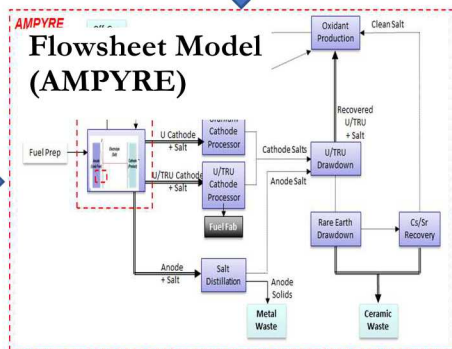 AMPYRE
Flowsheet Model
(AMPYRE)
Oxidant
Production
Clean Salt
Recovered
U/TRU
+ Salt
Fuel Prep
U Cathode
+ Salt
Cathode
Processor
U/TRU Cathode
+ Salt
U/TRU
Cathode
Processor
Cathode Salts
Anode Salt
U/TRU
Drawdown
Fuel Fab
Rare Earth
Drawdown
Cs/Sr
Recovery
Anode
+ Salt
Salt
Distillation
Anode
Solids
Metal
Waste
Ceramic
Waste